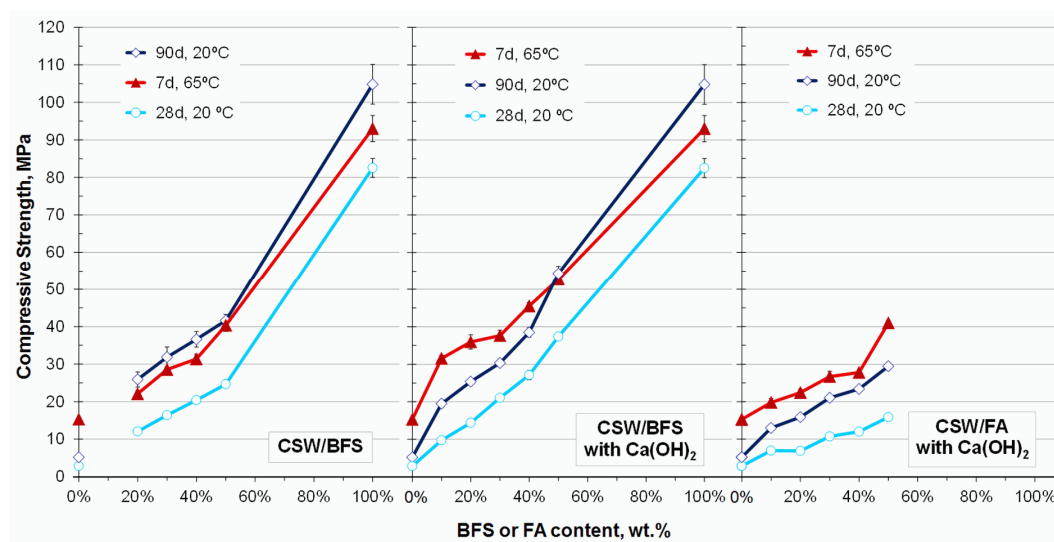 Compressive Strength, MPa
120
110
100
90
80
70
60
50
40
30
20
10
0
90d, 20ºC
7d, 65ºC
28d, 20 ºC
CSW/BFS
0% 20% 40% 60% 80% 100%
7d, 65ºC
90d, 20ºC
28d, 20 ºC
CSW/BFS
with Ca(OH)₂
0% 20% 40% 60% 80% 100%
7d, 65ºC
90d, 20ºC
28d, 20 ºC
CSW/FA
with Ca(OH)₂
0% 20% 40% 60% 80% 100%
BFS or FA content, wt.%